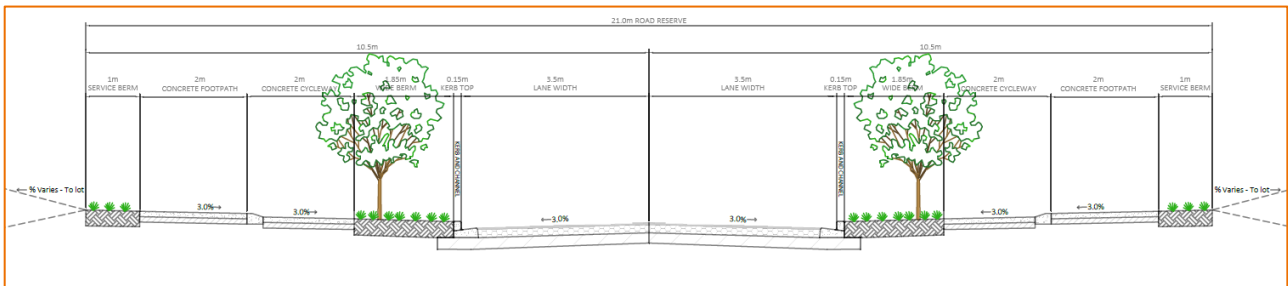 21.0m ROAD RESERVE
10.5m 10.5m
1m 2m 2m 1.85m 0.15m 3.5m 3.5m 0.15m 1.85m 2m 2m 1m
SERVICE BERM CONCRETE FOOTPATH CONCRETE CYCLEWAY WIDE BERM KERB TOP LANE WIDTH LANE WIDTH KERB TOP WIDE BERM CONCRETE CYCLEWAY CONCRETE FOOTPATH SERVICE BERM
KERB AND CHANNEL KERB AND CHANNEL
← % Varies - To lot % Varies - To lot →
3.0%→ 3.0%→ ←3.0% 3.0%→ ←3.0% ←3.0%